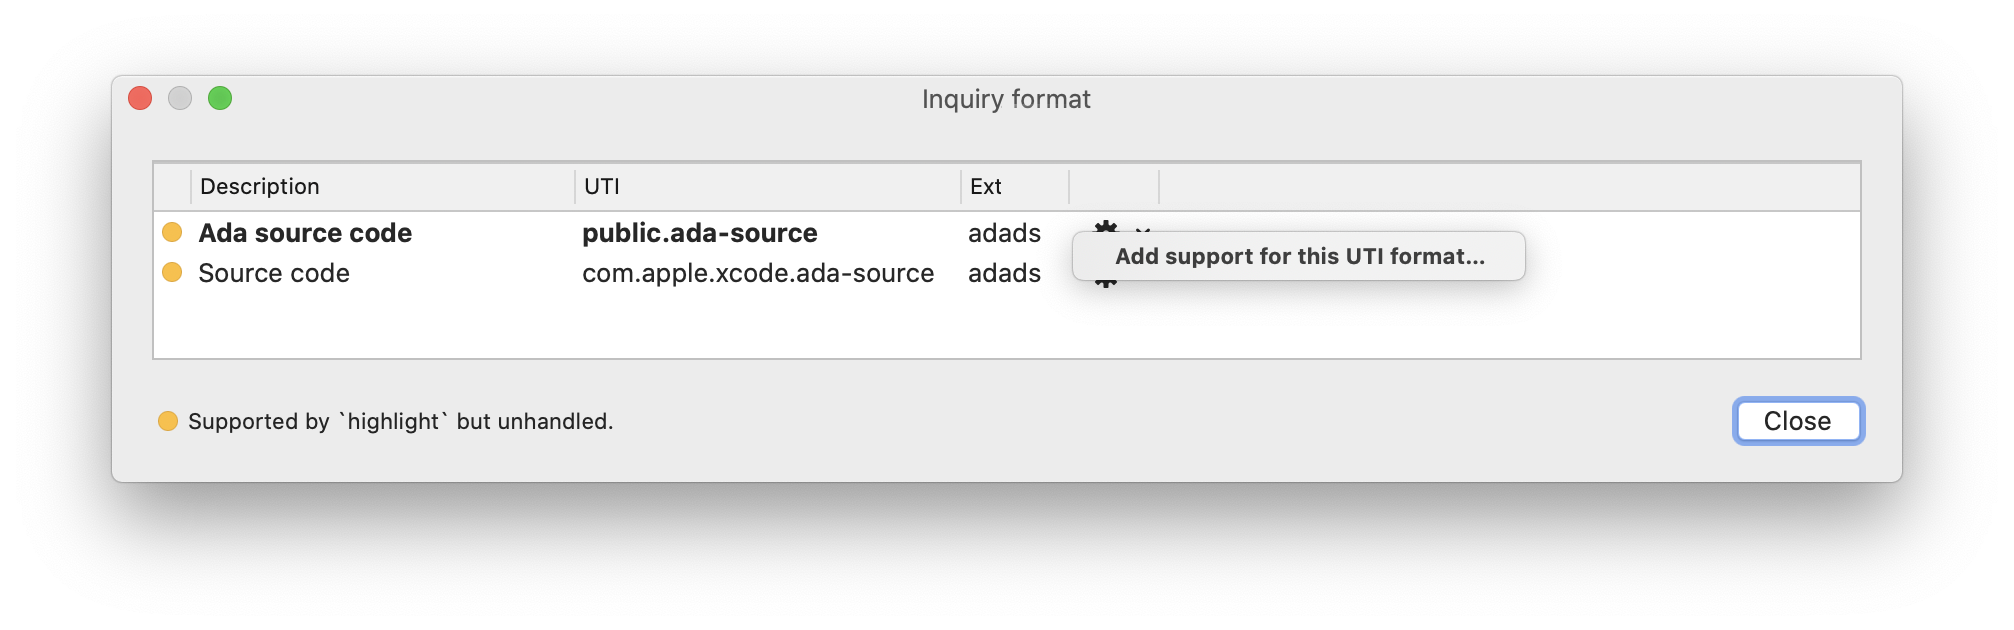 Inquiry format
Description UTI Ext
Ada source code public.ada-source adads
Add support for this UTI format...
Source code com.apple.xcode.ada-source adads
Supported by `highlight` but unhandled.
Close